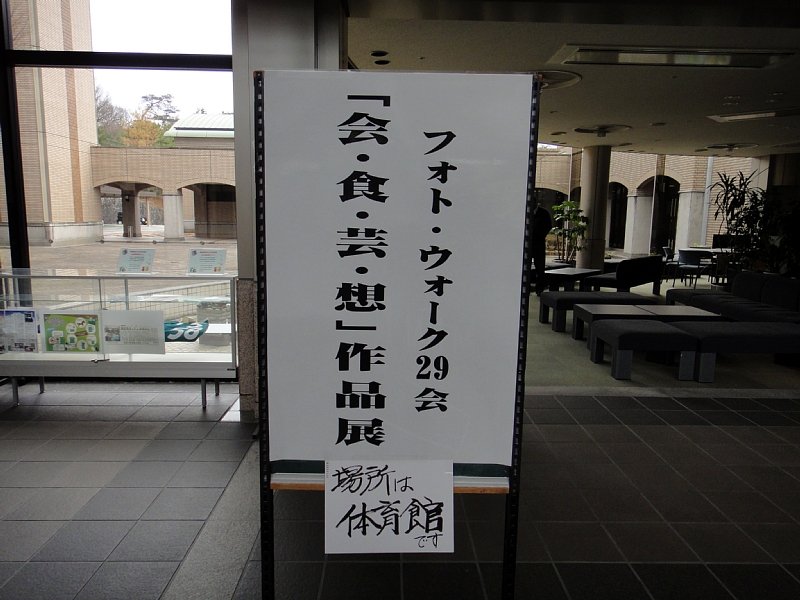 フォト・ウォーク29会
「会・食・芸・想」作品展
場所は
体育館
です